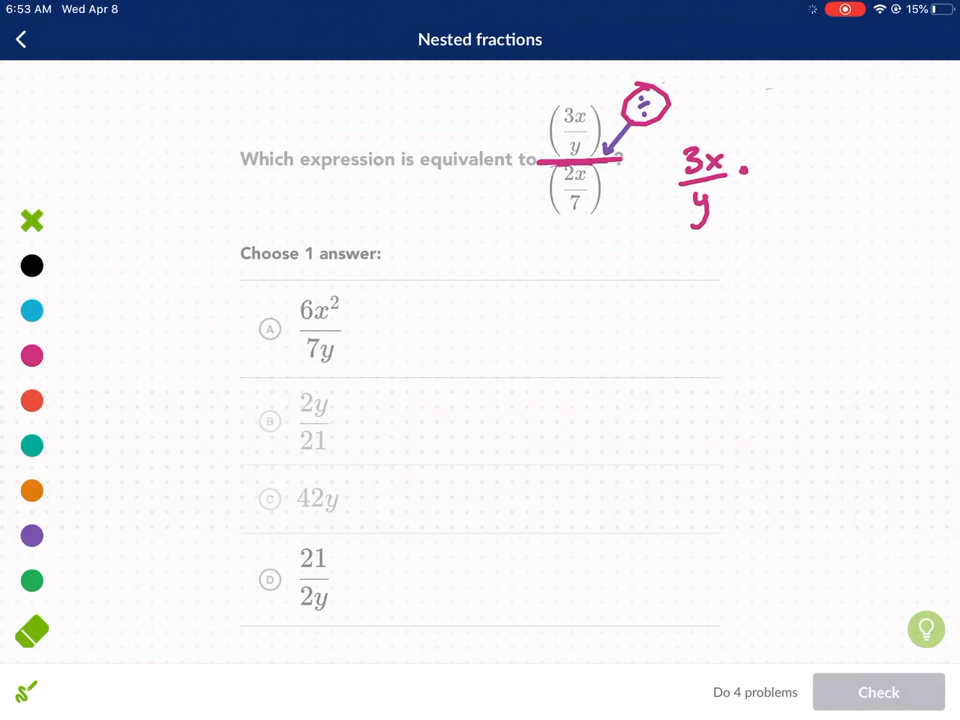 6:53 AM Wed Apr 8
15%
Nested fractions
Which expression is equivalent to (3x/y)/(2x/7)?
÷
3x/y ·
Choose 1 answer:
A 6x²/7y
B 2y/21
C 42y
D 21/2y
Do 4 problems
Check